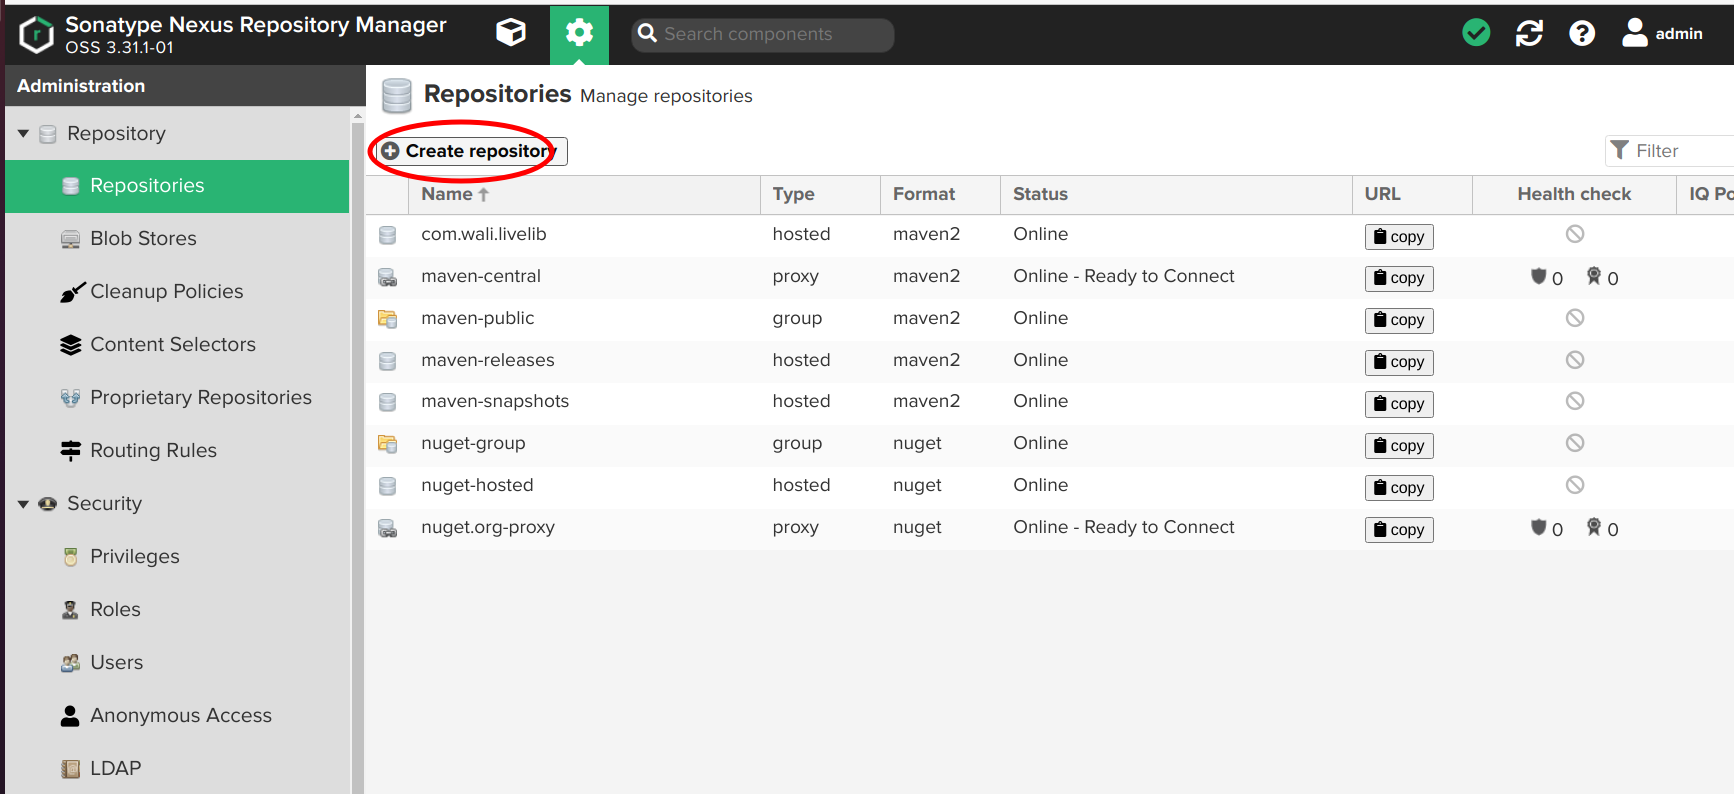 Sonatype Nexus Repository Manager
OSS 3.31.1-01
Search components
admin
Administration
Repository
Repositories
Blob Stores
Cleanup Policies
Content Selectors
Proprietary Repositories
Routing Rules
Security
Privileges
Roles
Users
Anonymous Access
LDAP
Repositories Manage repositories
Create repository
Filter
Name Type Format Status URL Health check IQ Po
com.wali.livelib hosted maven2 Online copy
maven-central proxy maven2 Online - Ready to Connect copy 0 0
maven-public group maven2 Online copy
maven-releases hosted maven2 Online copy
maven-snapshots hosted maven2 Online copy
nuget-group group nuget Online copy
nuget-hosted hosted nuget Online copy
nuget.org-proxy proxy nuget Online - Ready to Connect copy 0 0